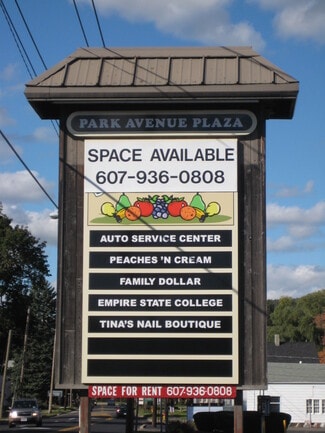 PARK AVENUE PLAZA
SPACE AVAILABLE
607-936-0808
AUTO SERVICE CENTER
PEACHES 'N CREAM
FAMILY DOLLAR
EMPIRE STATE COLLEGE
TINA'S NAIL BOUTIQUE
SPACE FOR RENT 607-936-0808